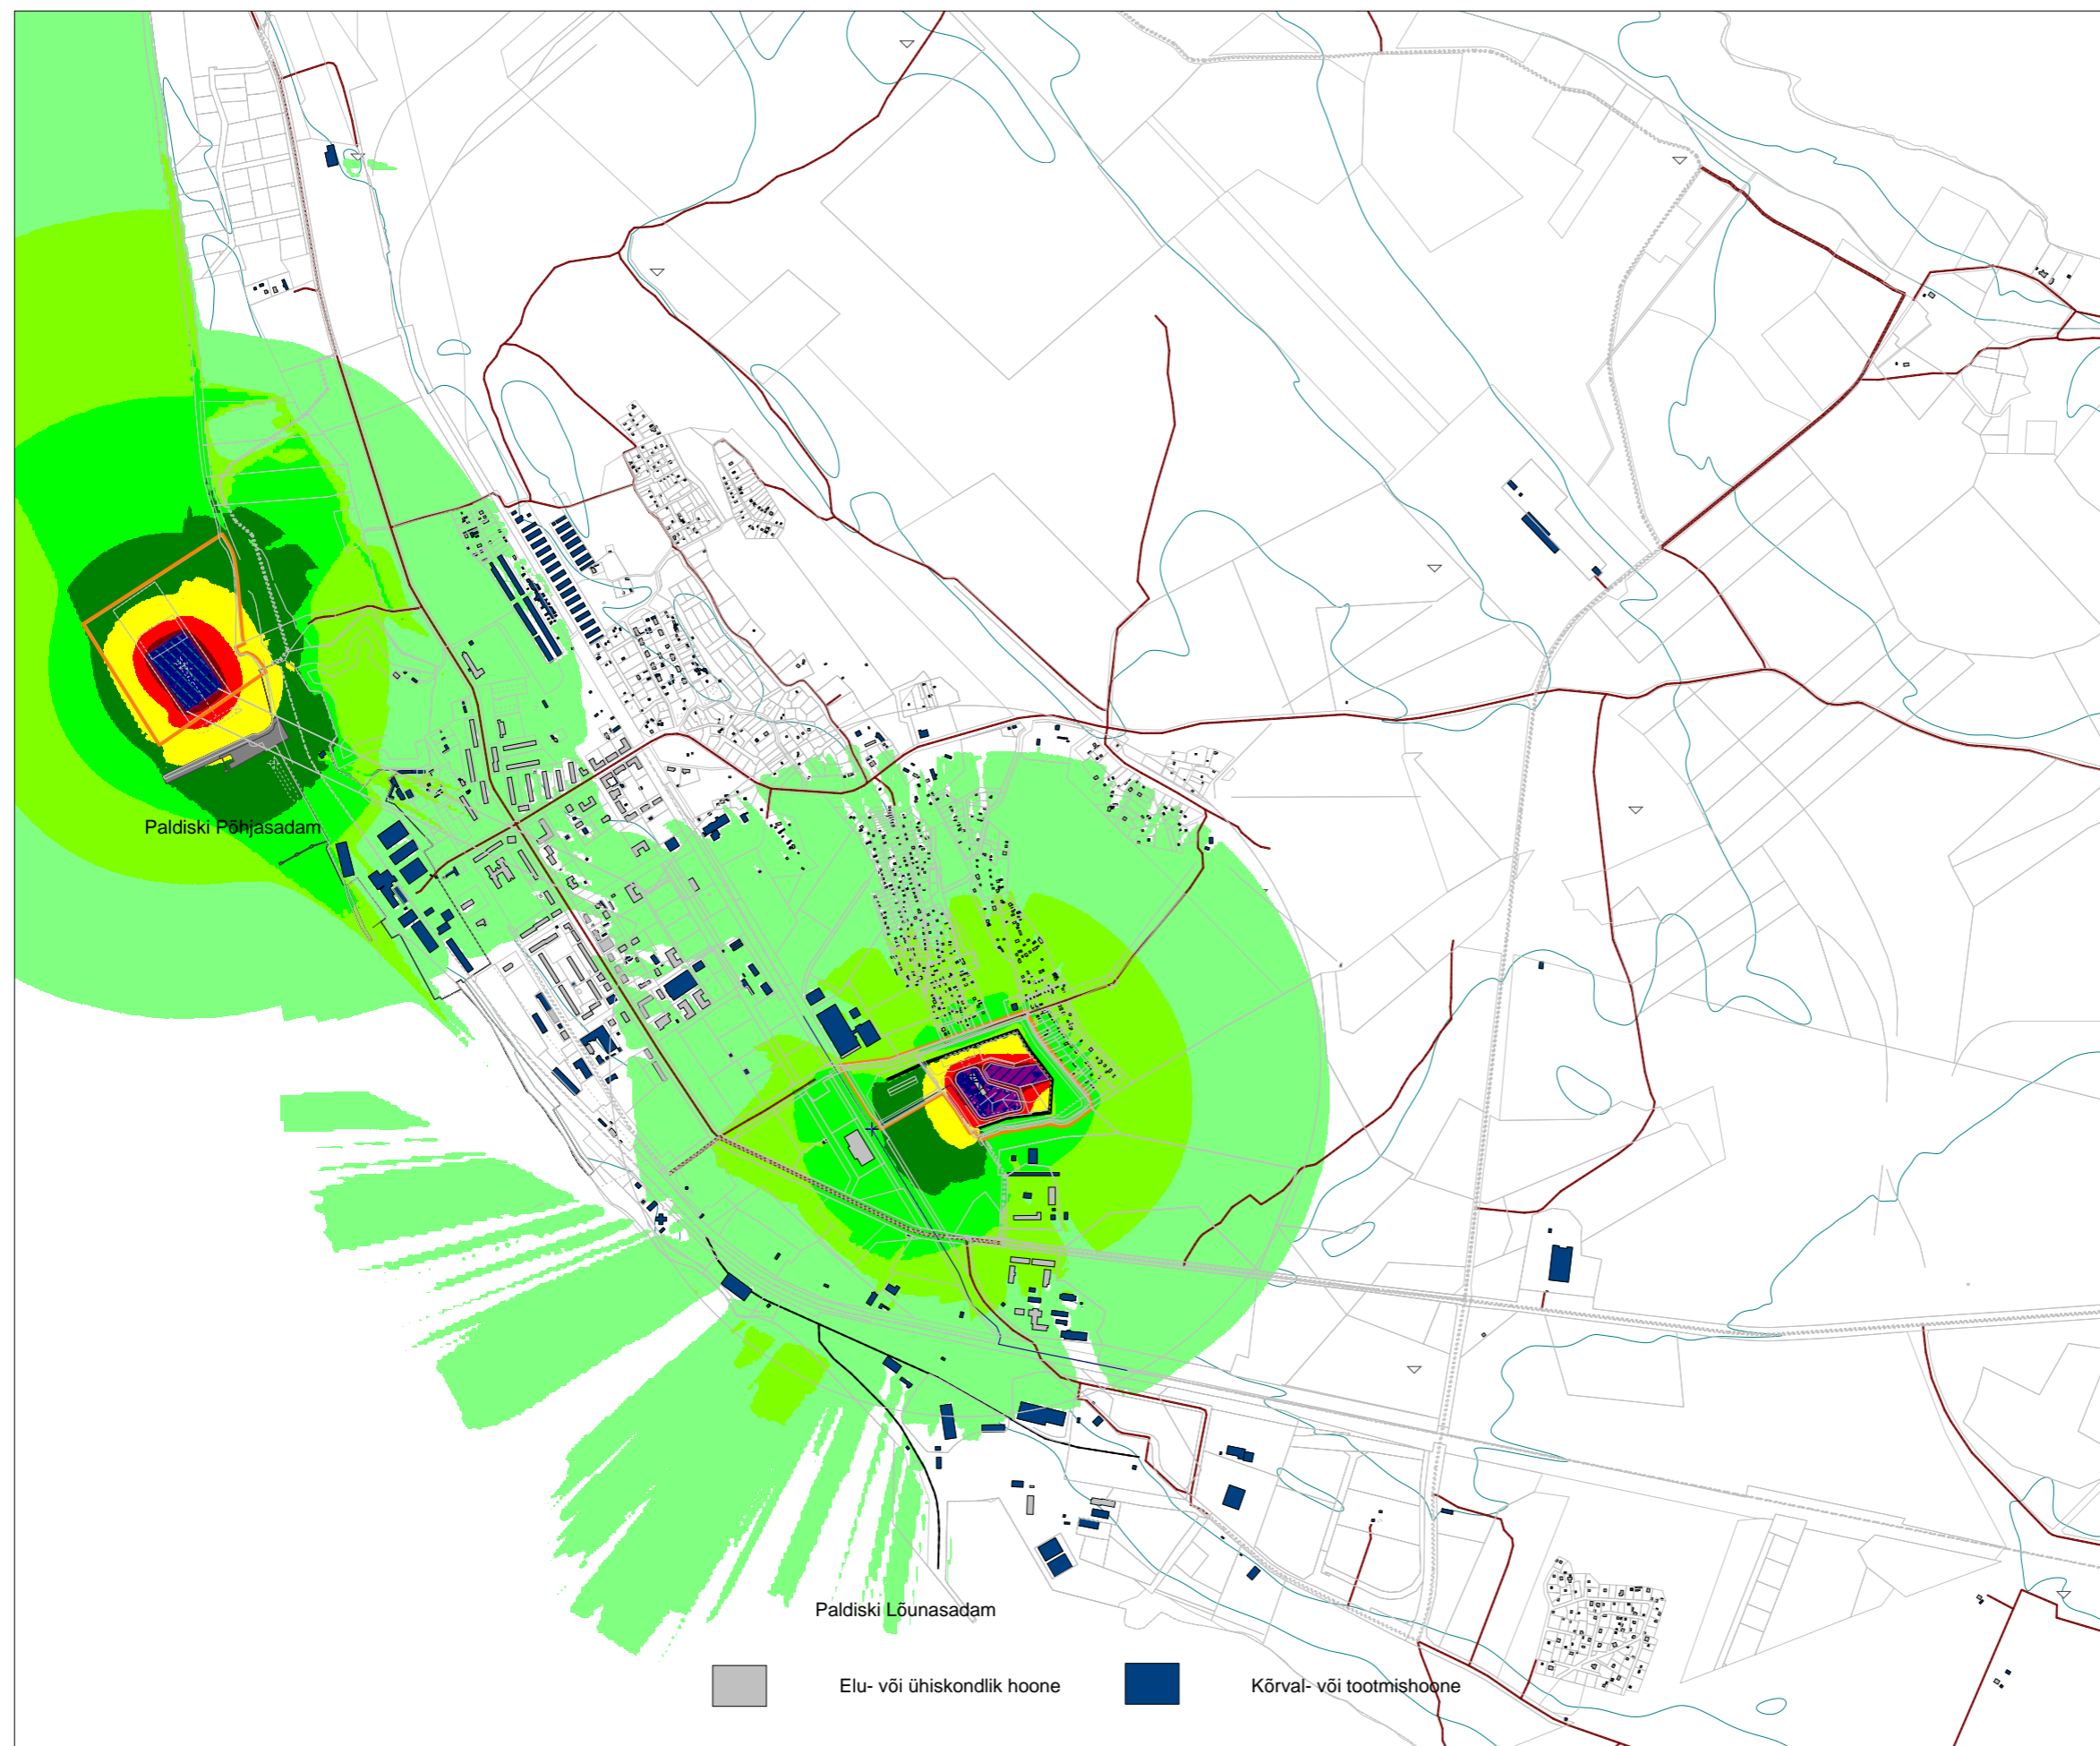 Paldiski Põhjasadam
Paldiski Lõunasadam
Elu- või ühiskondlik hoone
Kõrval- või tootmishoone